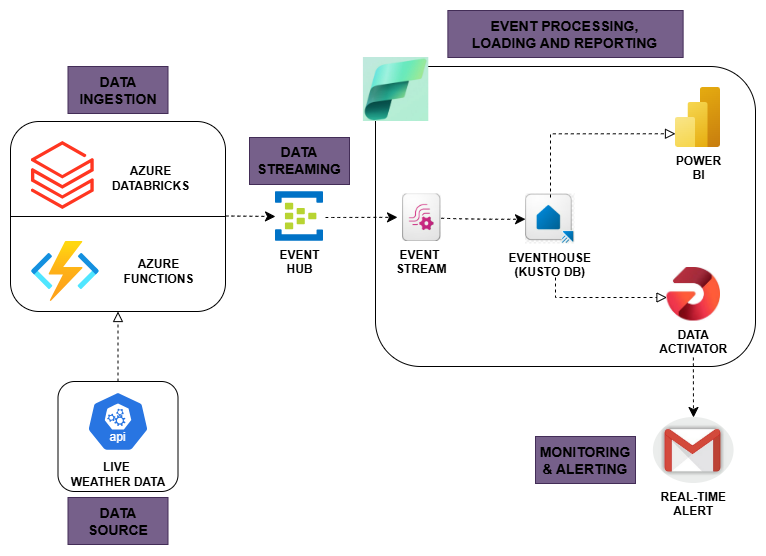 EVENT PROCESSING,
LOADING AND REPORTING
DATA
INGESTION
AZURE
DATABRICKS
AZURE
FUNCTIONS
DATA
STREAMING
EVENT
HUB
EVENT
STREAM
EVENTHOUSE
(KUSTO DB)
POWER
BI
DATA
ACTIVATOR
api
LIVE
WEATHER DATA
DATA
SOURCE
MONITORING
& ALERTING
REAL-TIME
ALERT